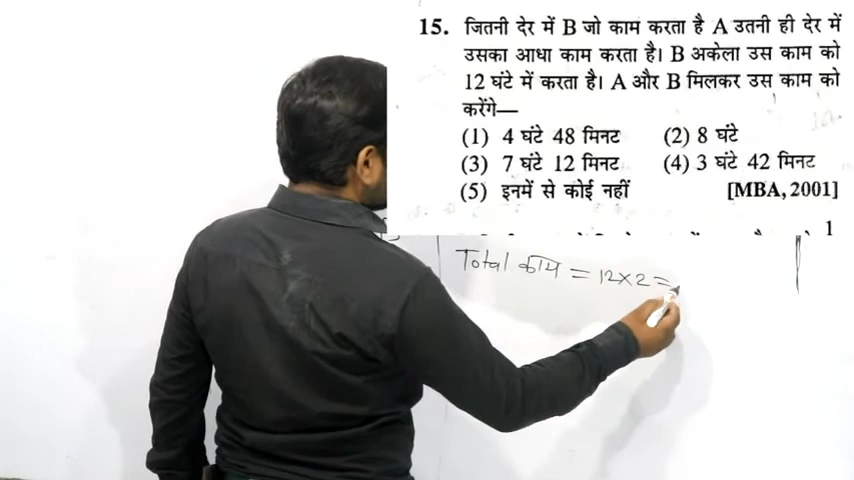 15. जितनी देर में B जो काम करता है A उतनी ही देर में
उसका आधा काम करता है। B अकेला उस काम को
12 घंटे में करता है। A और B मिलकर उस काम को
करेंगे—
(1) 4 घंटे 48 मिनट (2) 8 घंटे
(3) 7 घंटे 12 मिनट (4) 3 घंटे 42 मिनट
(5) इनमें से कोई नहीं [MBA, 2001]
1
Total काम = 12×2=